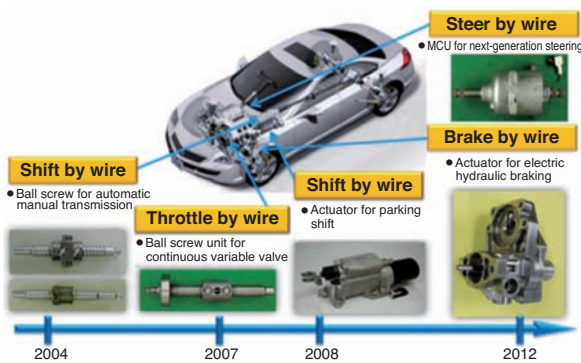 Steer by wire
● MCU for next-generation steering
Brake by wire
● Actuator for electric
hydraulic braking
Shift by wire
● Ball screw for automatic
manual transmission
Shift by wire
● Actuator for parking
shift
Throttle by wire
● Ball screw unit for
continuous variable valve
2004
2007
2008
2012